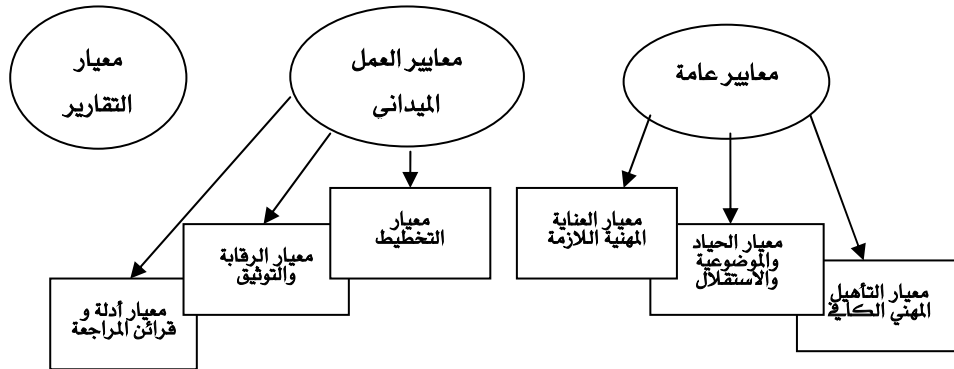 معايير عامة
معايير العمل
الميداني
معيار
التقارير
معيار العناية
المهنية اللازمة
معيار الحياد
والموضوعية
والاستقلال
معيار التأهيل
المهني الكافي
معيار
التخطيط
معيار الرقابة
والتوثيق
معيار أدلة و
قرائن المراجعة